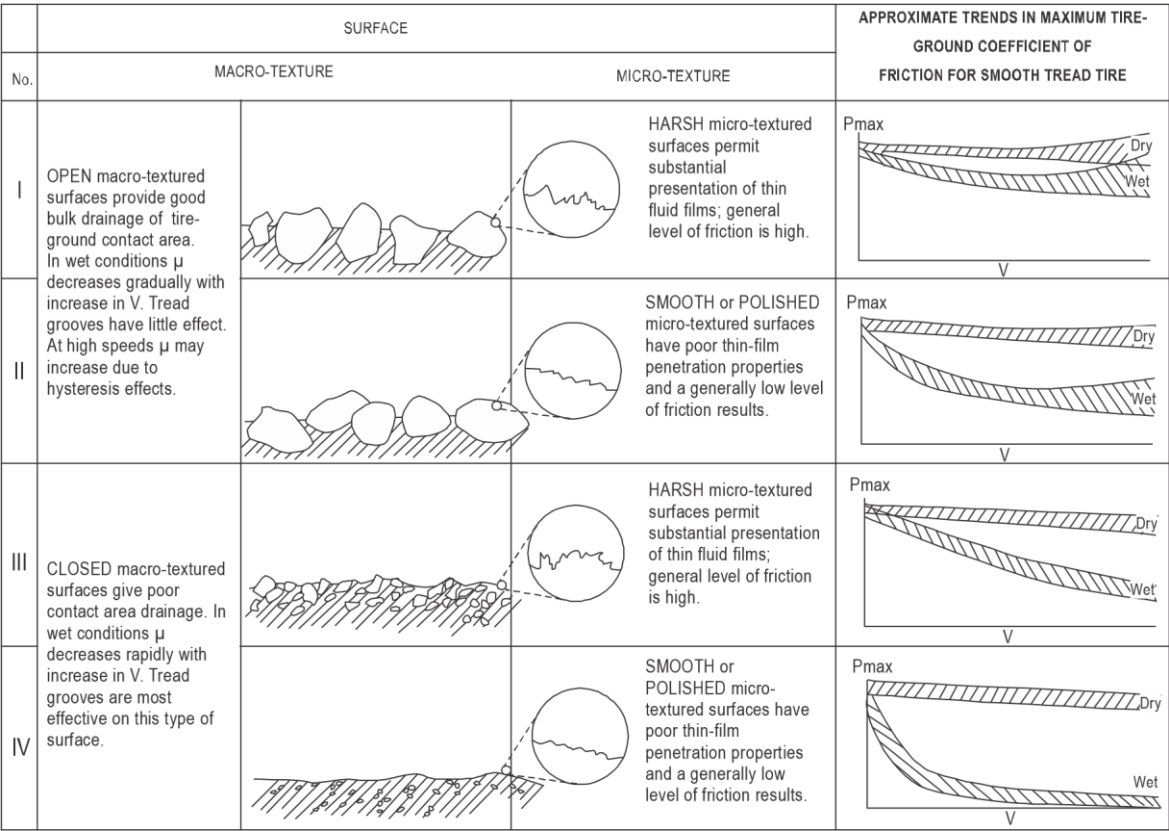 SURFACE
APPROXIMATE TRENDS IN MAXIMUM TIRE-
GROUND COEFFICIENT OF
FRICTION FOR SMOOTH TREAD TIRE
No.
MACRO-TEXTURE
MICRO-TEXTURE
I
OPEN macro-textured
surfaces provide good
bulk drainage of tire-
ground contact area.
In wet conditions μ
decreases gradually with
increase in V. Tread
grooves have little effect.
At high speeds μ may
increase due to
hysteresis effects.
HARSH micro-textured
surfaces permit
substantial
presentation of thin
fluid films; general
level of friction is high.
Pmax
Dry
Wet
V
II
SMOOTH or POLISHED
micro-textured surfaces
have poor thin-film
penetration properties
and a generally low level
of friction results.
Pmax
Dry
Wet
V
III
CLOSED macro-textured
surfaces give poor
contact area drainage. In
wet conditions μ
decreases rapidly with
increase in V. Tread
grooves are most
effective on this type of
surface.
HARSH micro-textured
surfaces permit
substantial presentation
of thin fluid films;
general level of friction
is high.
Pmax
Dry
Wet
V
IV
SMOOTH or
POLISHED micro-
textured surfaces have
poor thin-film
penetration properties
and a generally low
level of friction results.
Pmax
Dry
Wet
V